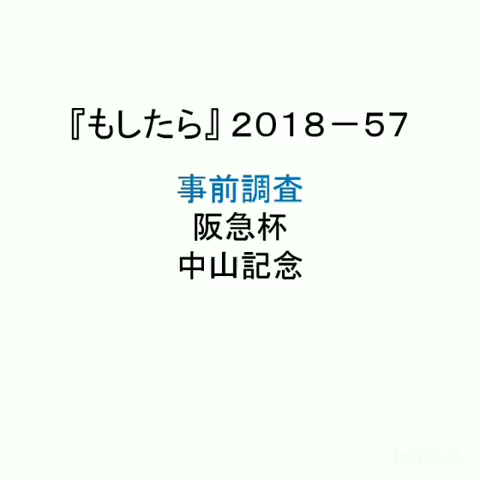 『もしたら』２０１８－５７
事前調査
阪急杯
中山記念